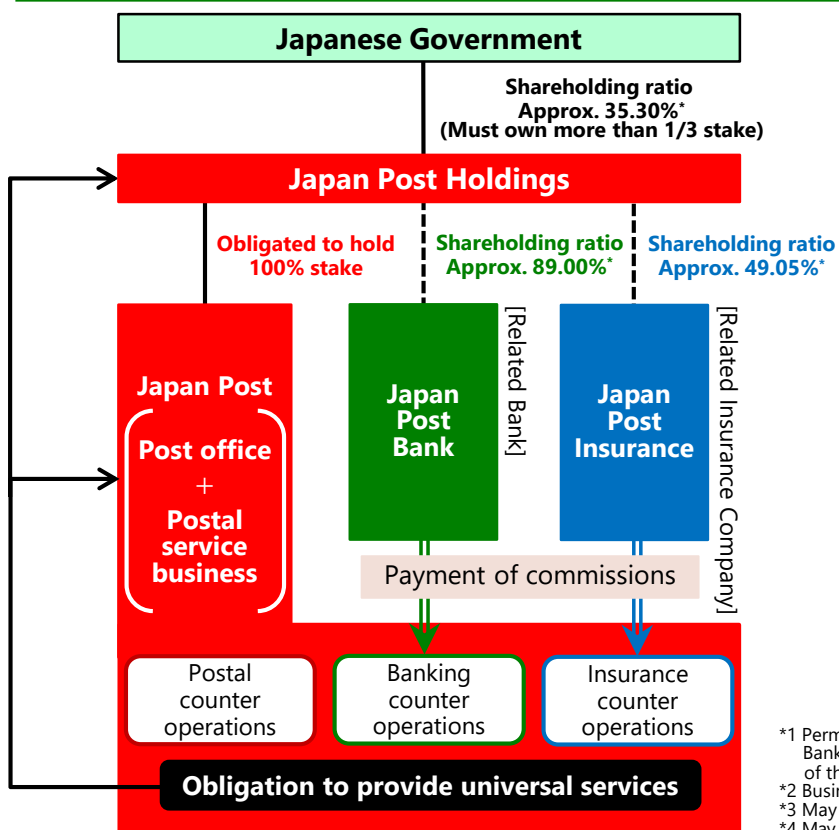 Japanese Government
Shareholding ratio
Approx. 35.30%*
(Must own more than 1/3 stake)
Japan Post Holdings
Obligated to hold
100% stake
Shareholding ratio
Approx. 89.00%*
Shareholding ratio
Approx. 49.05%*
Japan Post
Post office
+
Postal
service
business
Japan
Post
Bank
[Related Bank]
Japan
Post
Insurance
[Related Insurance Company]
Payment of commissions
Postal
counter
operations
Banking
counter
operations
Insurance
counter
operations
Obligation to provide universal services
*1 Perm
Bank
of th
*2 Busin
*3 May
*4 May